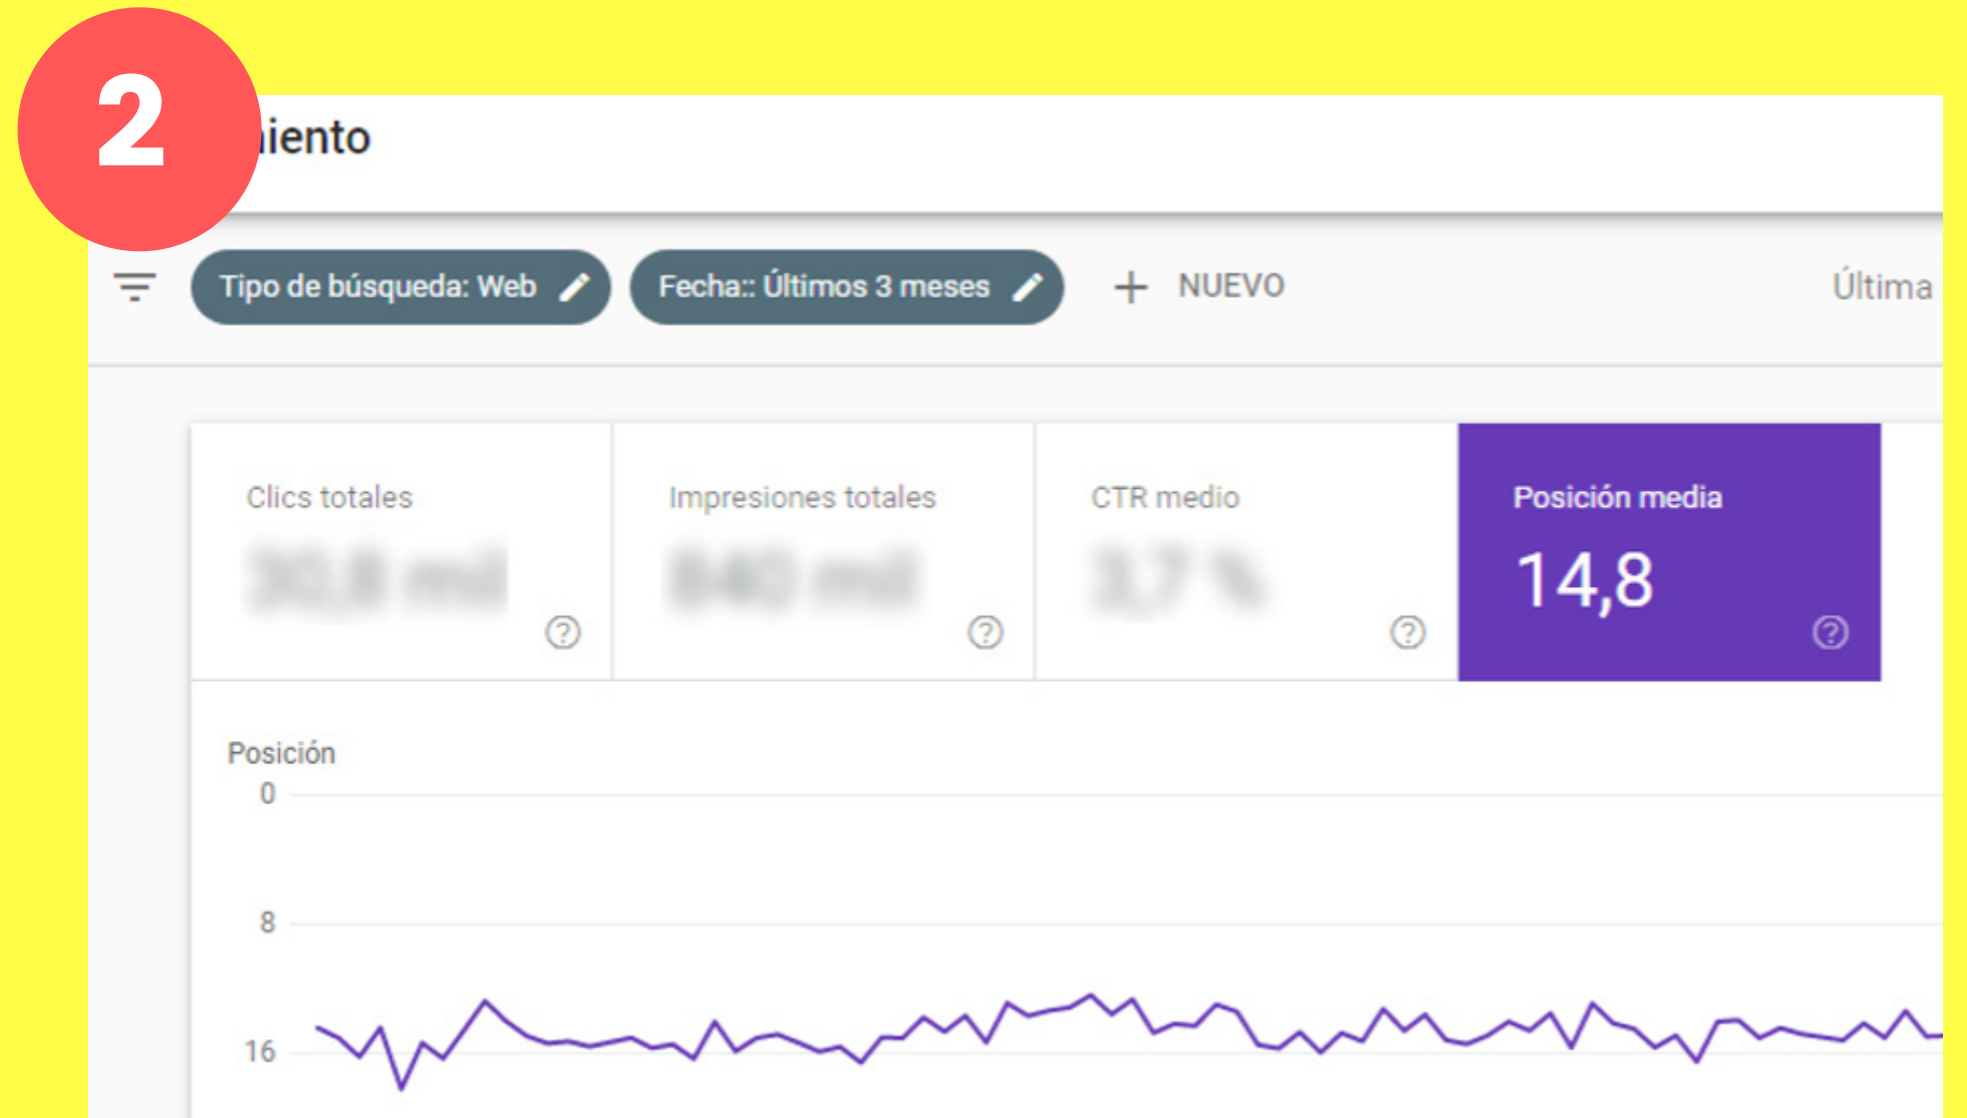 2
iento
Tipo de búsqueda: Web
Fecha:: Últimos 3 meses
+ NUEVO
Última
Clics totales
Impresiones totales
CTR medio
Posición media
14,8
Posición
0
8
16